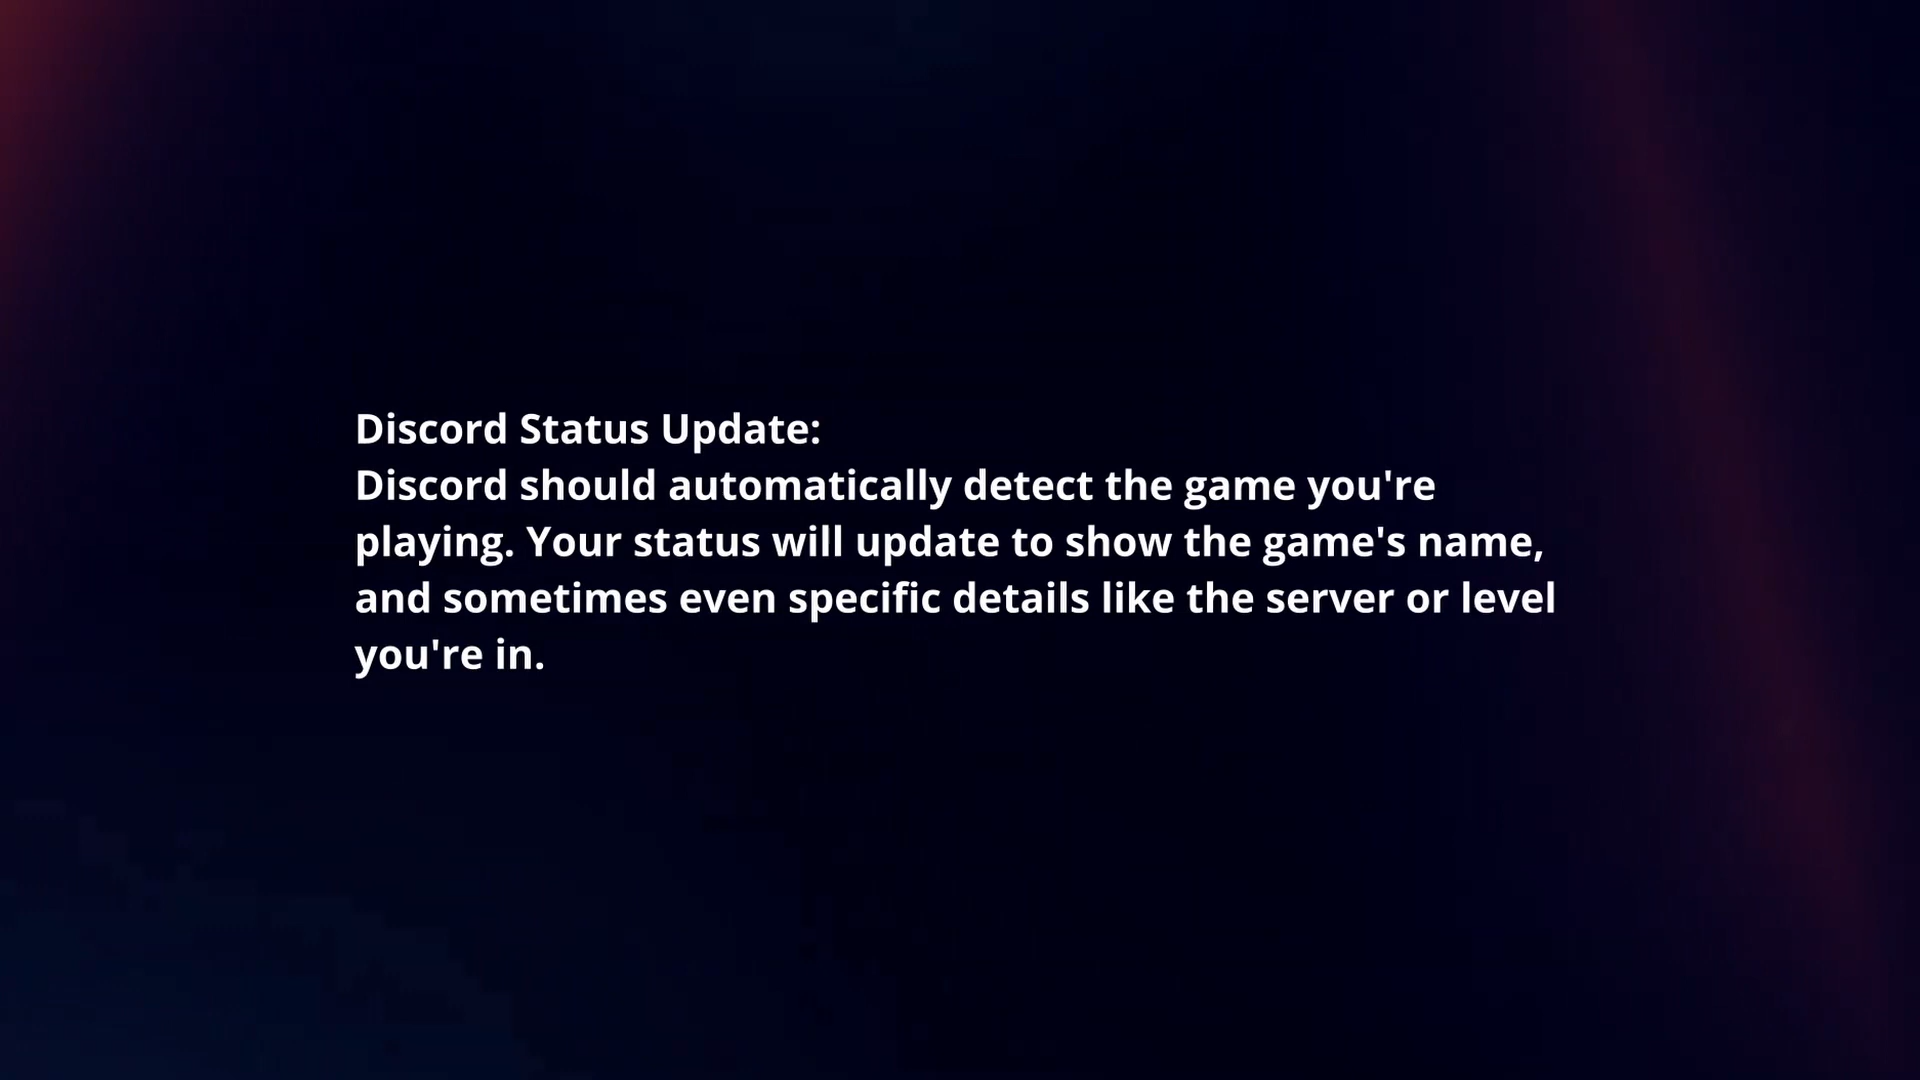 Discord Status Update:
Discord should automatically detect the game you're
playing. Your status will update to show the game's name,
and sometimes even specific details like the server or level
you're in.